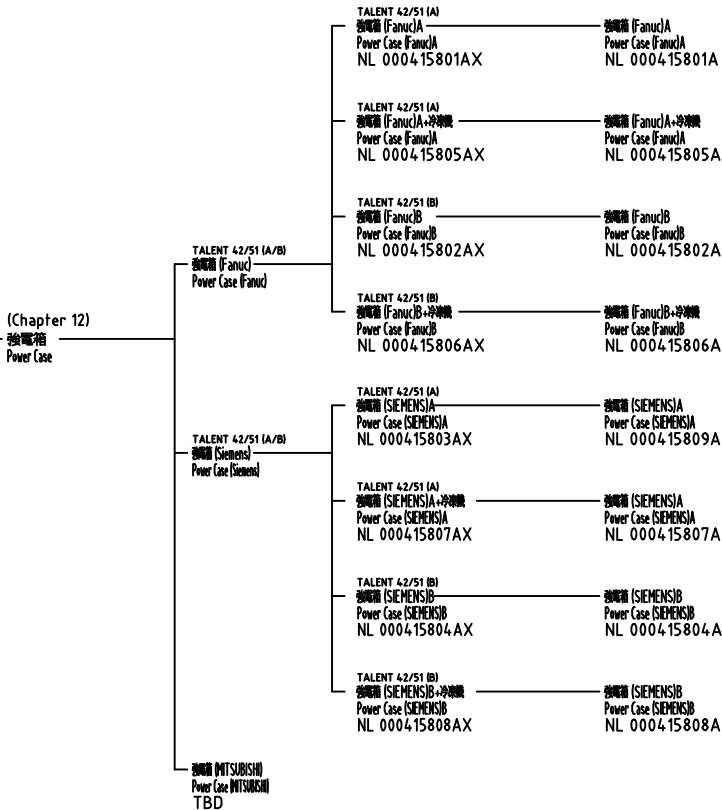 (Chapter 12)
強電箱
Power Case
TALENT 42/51 (A/B)
強電箱 (Fanuc)
Power Case (Fanuc)
TALENT 42/51 (A)
強電箱 (Fanuc)A
Power Case (Fanuc)A
NL 000415801AX
強電箱 (Fanuc)A
Power Case (Fanuc)A
NL 000415801A
TALENT 42/51 (A)
強電箱 (Fanuc)A+冷凍機
Power Case (Fanuc)A
NL 000415805AX
強電箱 (Fanuc)A+冷凍機
Power Case (Fanuc)A
NL 000415805A
TALENT 42/51 (B)
強電箱 (Fanuc)B
Power Case (Fanuc)B
NL 000415802AX
強電箱 (Fanuc)B
Power Case (Fanuc)B
NL 000415802A
TALENT 42/51 (B)
強電箱 (Fanuc)B+冷凍機
Power Case (Fanuc)B
NL 000415806AX
強電箱 (Fanuc)B+冷凍機
Power Case (Fanuc)B
NL 000415806A
TALENT 42/51 (A/B)
強電箱 (Siemens)
Power Case (Siemens)
TALENT 42/51 (A)
強電箱 (SIEMENS)A
Power Case (SIEMENS)A
NL 000415803AX
強電箱 (SIEMENS)A
Power Case (SIEMENS)A
NL 000415809A
TALENT 42/51 (A)
強電箱 (SIEMENS)A+冷凍機
Power Case (SIEMENS)A
NL 000415807AX
強電箱 (SIEMENS)A
Power Case (SIEMENS)A
NL 000415807A
TALENT 42/51 (B)
強電箱 (SIEMENS)B
Power Case (SIEMENS)B
NL 000415804AX
強電箱 (SIEMENS)B
Power Case (SIEMENS)B
NL 000415804A
TALENT 42/51 (B)
強電箱 (SIEMENS)B+冷凍機
Power Case (SIEMENS)B
NL 000415808AX
強電箱 (SIEMENS)B
Power Case (SIEMENS)B
NL 000415808A
強電箱 (MITSUBISHI)
Power Case (MITSUBISHI)
TBD